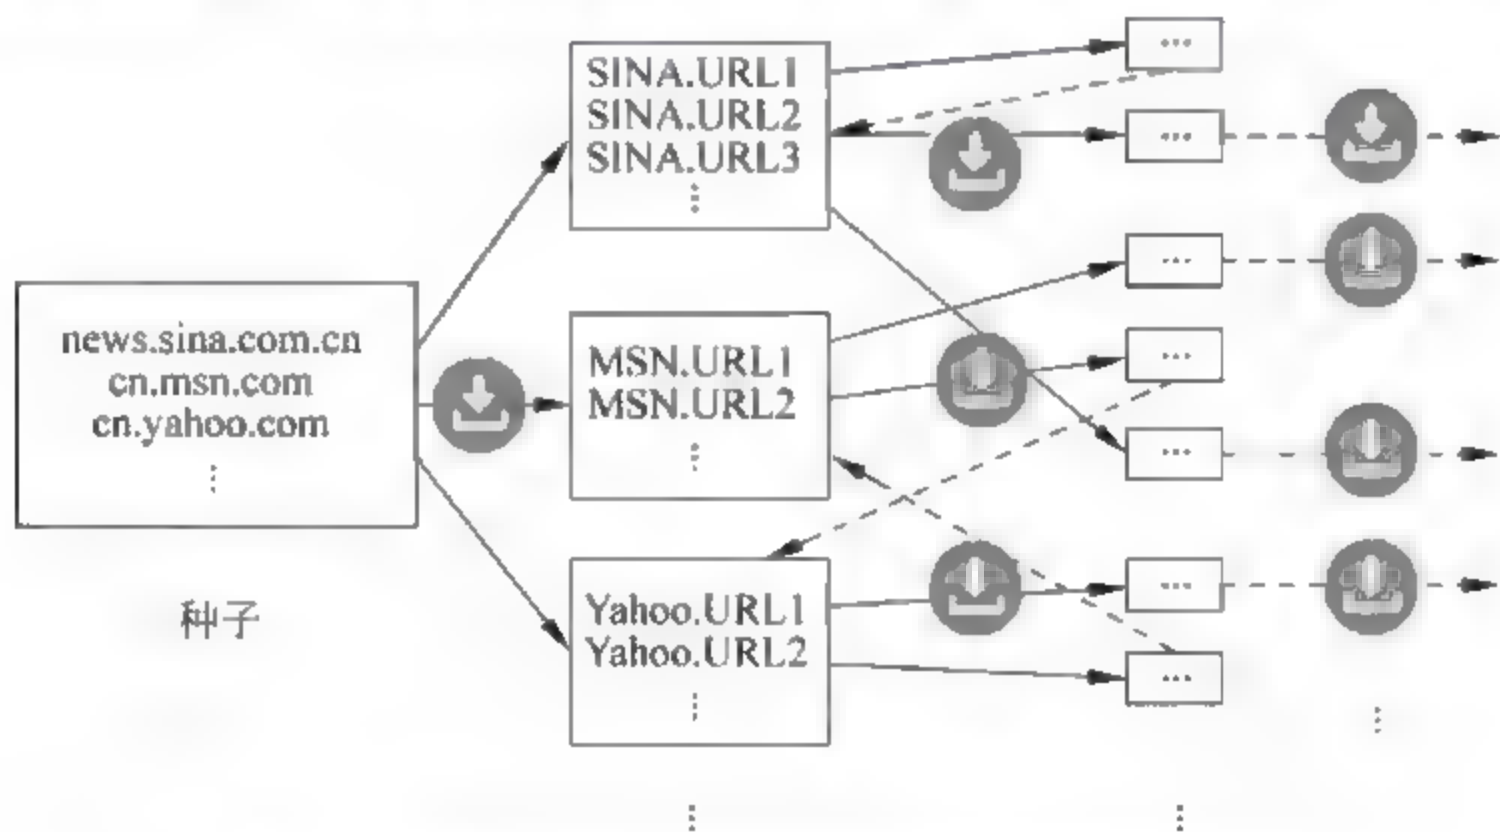 news.sina.com.cn
cn.msn.com
cn.yahoo.com
⋮
种子
SINA.URL1
SINA.URL2
SINA.URL3
⋮
MSN.URL1
MSN.URL2
⋮
Yahoo.URL1
Yahoo.URL2
⋮
⋮
...
...
...
...
...
...
...
⋮
⋮